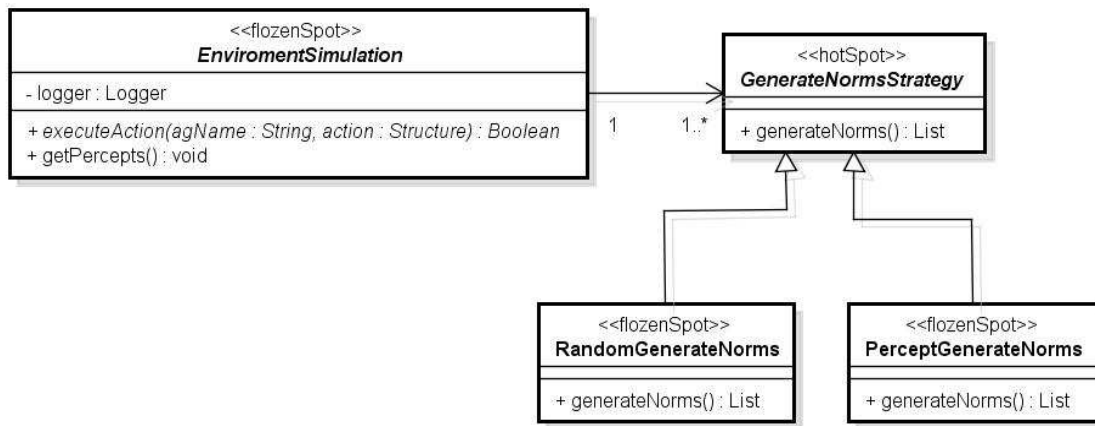 <<flozenSpot>>
EnviromentSimulation
- logger : Logger
+ executeAction(agName : String, action : Structure) : Boolean
+ getPercepts() : void
1
1..*
<<hotSpot>>
GenerateNormsStrategy
+ generateNorms() : List
<<flozenSpot>>
RandomGenerateNorms
+ generateNorms() : List
<<flozenSpot>>
PerceptGenerateNorms
+ generateNorms() : List